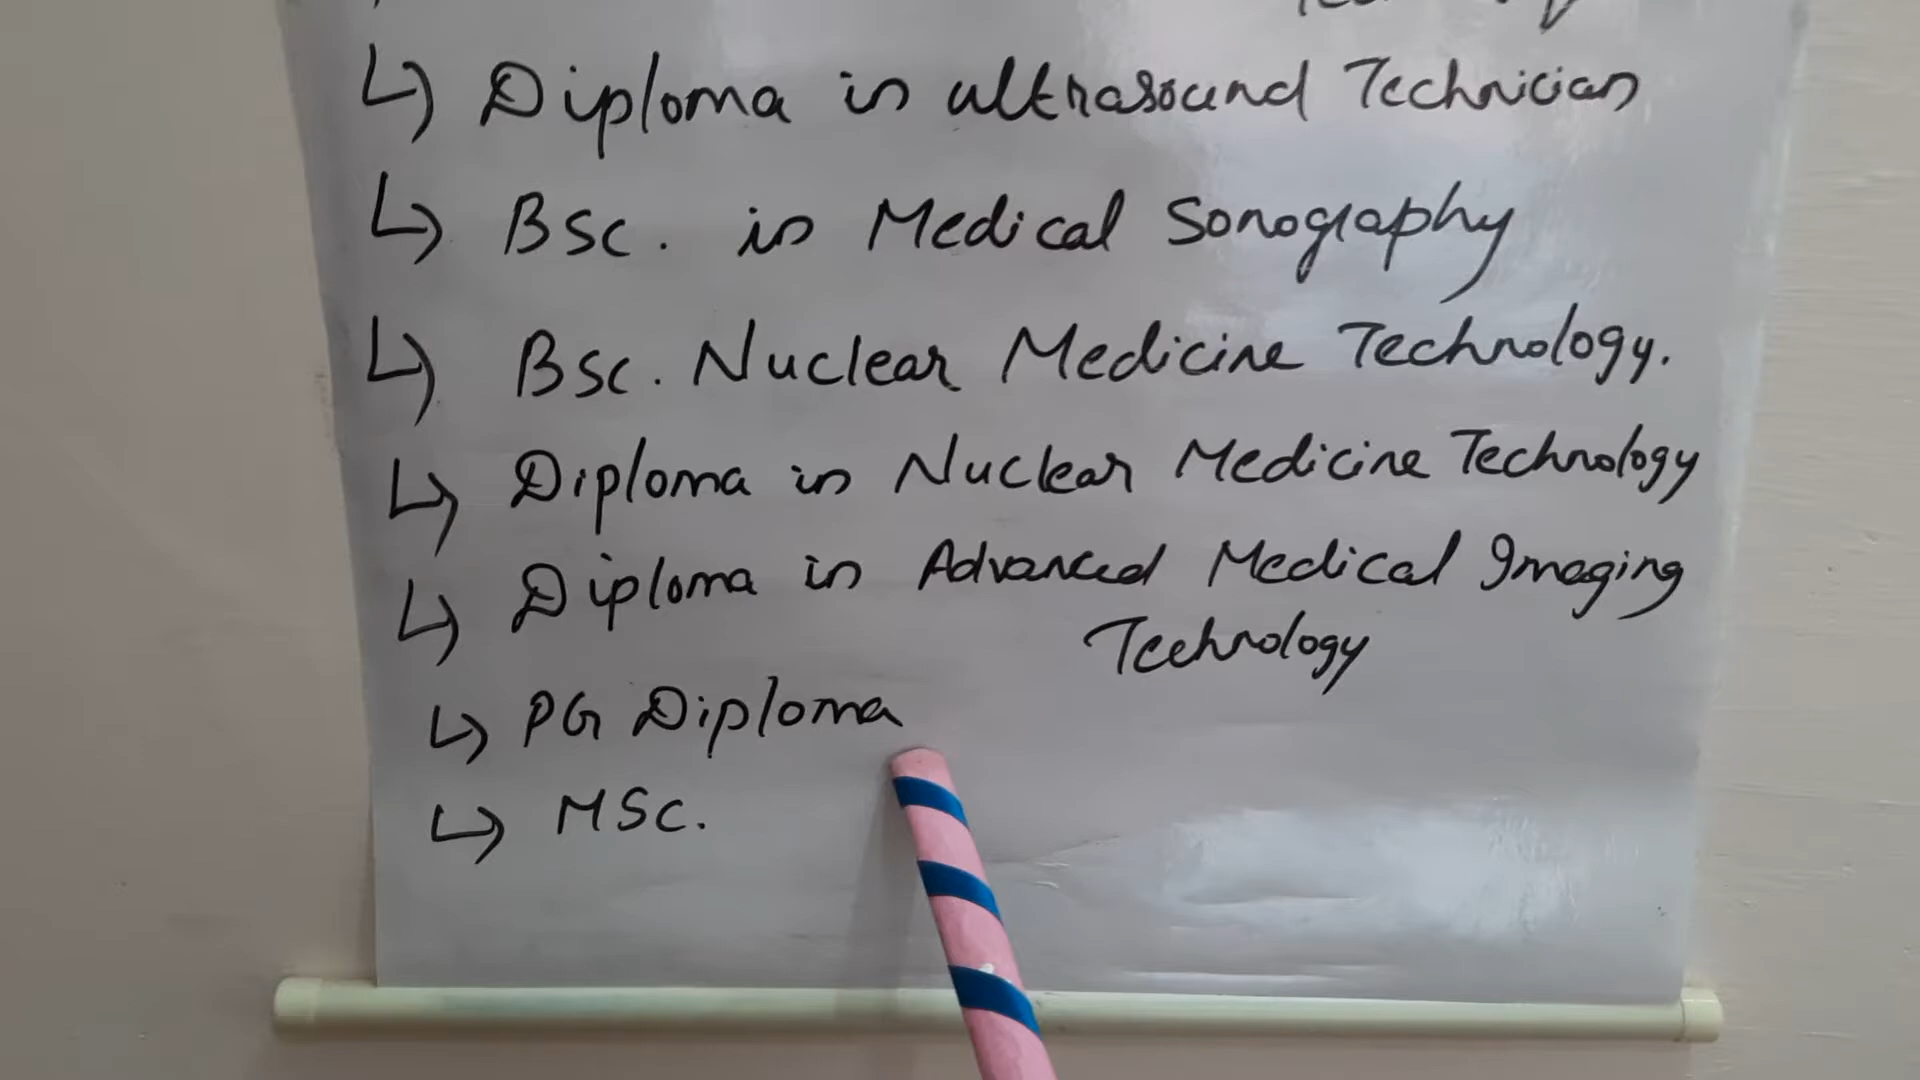 ↳ Diploma in ultrasound Technician
↳ BSc. in Medical Sonography
↳ BSc. Nuclear Medicine Technology.
↳ Diploma in Nuclear Medicine Technology
↳ Diploma in Advanced Medical Imaging
Technology
↳ PG Diploma
↳ MSc.